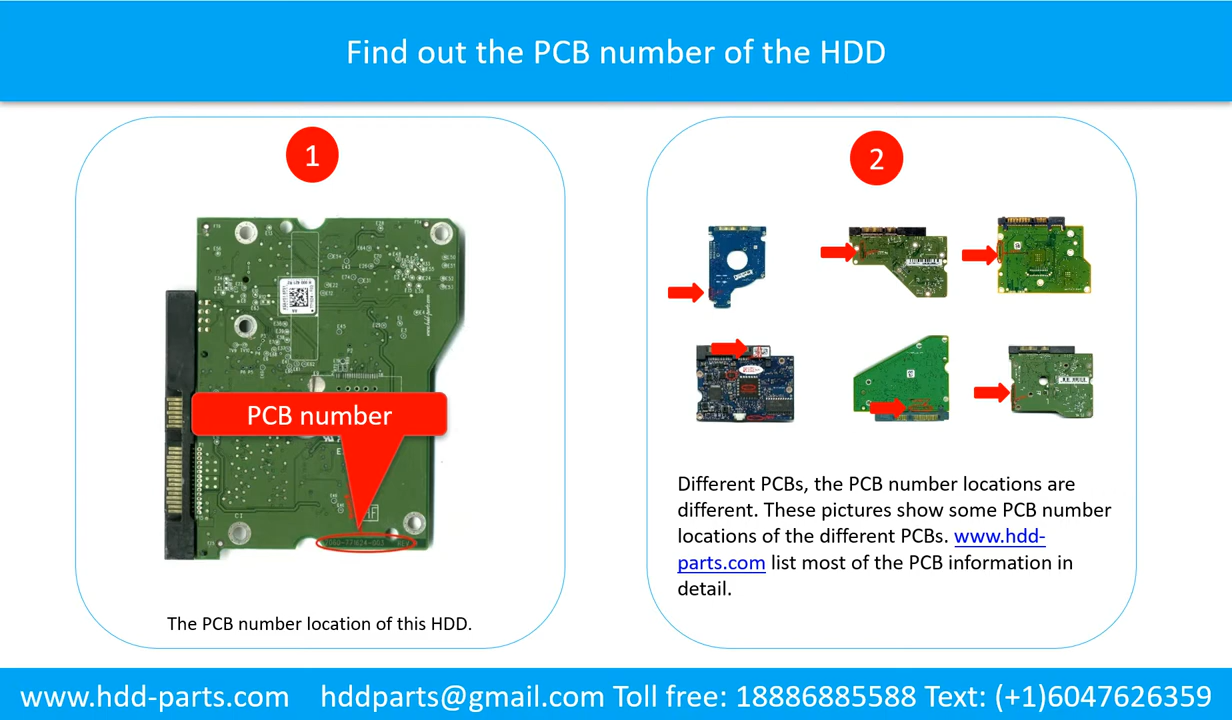 Find out the PCB number of the HDD
1
PCB number
The PCB number location of this HDD.
2
Different PCBs, the PCB number locations are
different. These pictures show some PCB number
locations of the different PCBs. www.hdd-
parts.com list most of the PCB information in
detail.
www.hdd-parts.com hddparts@gmail.com Toll free: 18886885588 Text: (+1)6047626359